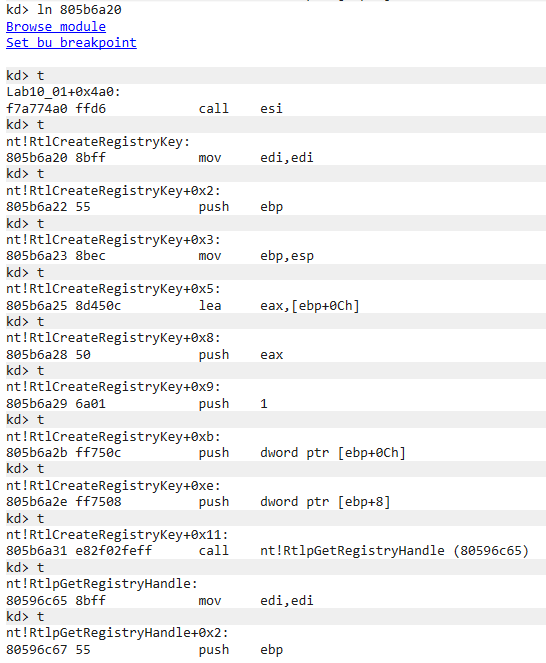 kd> ln 805b6a20
Browse module
Set bu breakpoint
kd> t
Lab10_01+0x4a0:
f7a774a0 ffd6            call    esi
kd> t
nt!RtlCreateRegistryKey:
805b6a20 8bff            mov     edi,edi
kd> t
nt!RtlCreateRegistryKey+0x2:
805b6a22 55              push    ebp
kd> t
nt!RtlCreateRegistryKey+0x3:
805b6a23 8bec            mov     ebp,esp
kd> t
nt!RtlCreateRegistryKey+0x5:
805b6a25 8d450c          lea     eax,[ebp+0Ch]
kd> t
nt!RtlCreateRegistryKey+0x8:
805b6a28 50              push    eax
kd> t
nt!RtlCreateRegistryKey+0x9:
805b6a29 6a01            push    1
kd> t
nt!RtlCreateRegistryKey+0xb:
805b6a2b ff750c          push    dword ptr [ebp+0Ch]
kd> t
nt!RtlCreateRegistryKey+0xe:
805b6a2e ff7508          push    dword ptr [ebp+8]
kd> t
nt!RtlCreateRegistryKey+0x11:
805b6a31 e82f02feff      call    nt!RtlpGetRegistryHandle (80596c65)
kd> t
nt!RtlpGetRegistryHandle:
80596c65 8bff            mov     edi,edi
kd> t
nt!RtlpGetRegistryHandle+0x2:
80596c67 55              push    ebp